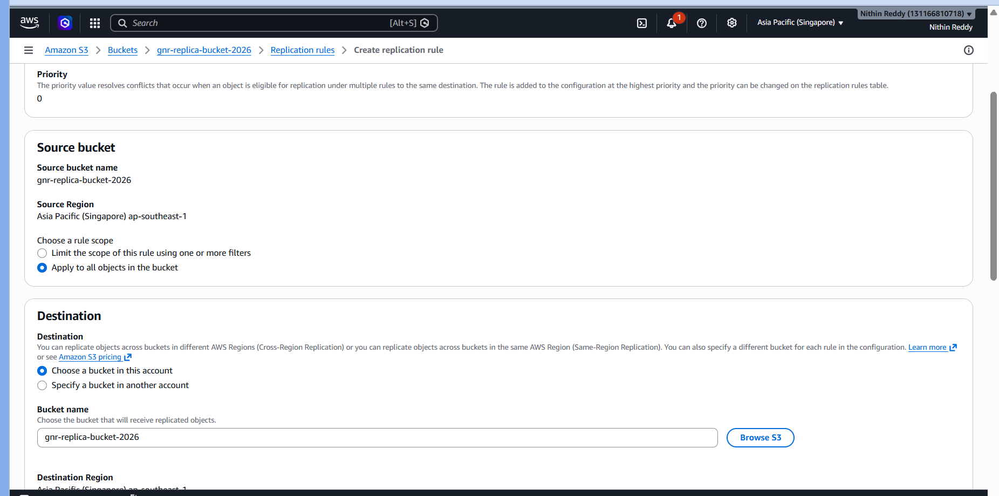 aws
Search [Alt+S]
1
Asia Pacific (Singapore)
Nithin Reddy (131166810718)
Nithin Reddy
Amazon S3 > Buckets > gnr-replica-bucket-2026 > Replication rules > Create replication rule
Priority
The priority value resolves conflicts that occur when an object is eligible for replication under multiple rules to the same destination. The rule is added to the configuration at the highest priority and the priority can be changed on the replication rules table.
0
Source bucket
Source bucket name
gnr-replica-bucket-2026
Source Region
Asia Pacific (Singapore) ap-southeast-1
Choose a rule scope
Limit the scope of this rule using one or more filters
Apply to all objects in the bucket
Destination
Destination
You can replicate objects across buckets in different AWS Regions (Cross-Region Replication) or you can replicate objects across buckets in the same AWS Region (Same-Region Replication). You can also specify a different bucket for each rule in the configuration. Learn more
or see Amazon S3 pricing
Choose a bucket in this account
Specify a bucket in another account
Bucket name
Choose the bucket that will receive replicated objects.
gnr-replica-bucket-2026
Browse S3
Destination Region
Asia Pacific (Singapore) ap-southeast-1